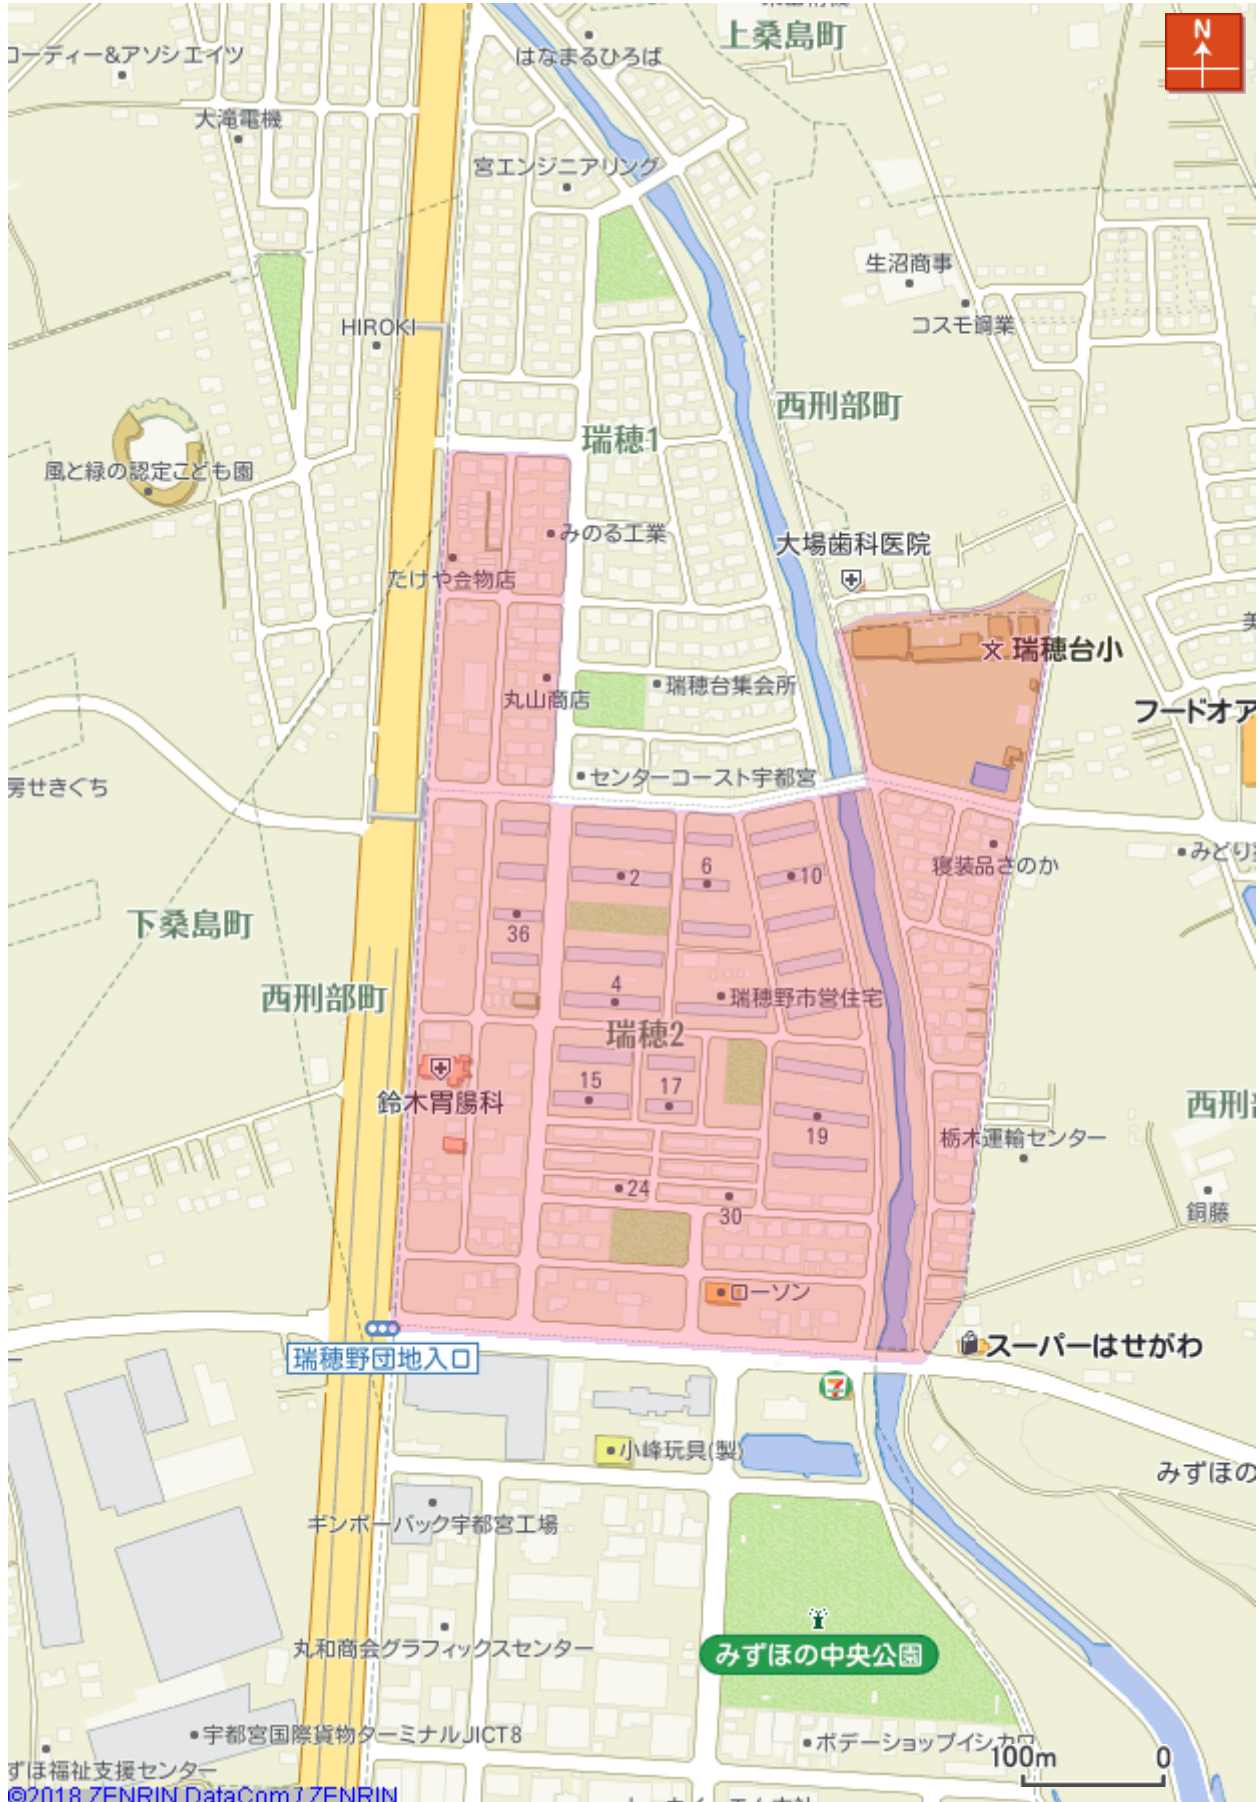 上桑島町
N
コーディー&アソシエイツ
はなまるひろば
大滝電機
宮エンジニアリング
生沼商事
コスモ鋼業
HIROKI
西刑部町
瑞穂1
風と緑の認定こども園
みのる工業
大場歯科医院
たけや金物店
瑞穂台小
丸山商店
瑞穂台集会所
フードオア
センターコースト宇都宮
房せきぐち
みどり
6
寝装品さのか
2
10
下桑島町
36
西刑部町
4
瑞穂野市営住宅
瑞穂2
15
17
鈴木胃腸科
西刑
19
栃木運輸センター
24
30
銅藤
ローソン
瑞穂野団地入口
スーパーはせがわ
7
小峰玩具(製)
みずほの
ギンポーパック宇都宮工場
丸和商会グラフィックスセンター
みずほの中央公園
宇都宮国際貨物ターミナルJICT8
ボデーショップイシカワ
100m
0
ずほ福祉支援センター
©2018 ZENRIN DataCom / ZENRIN